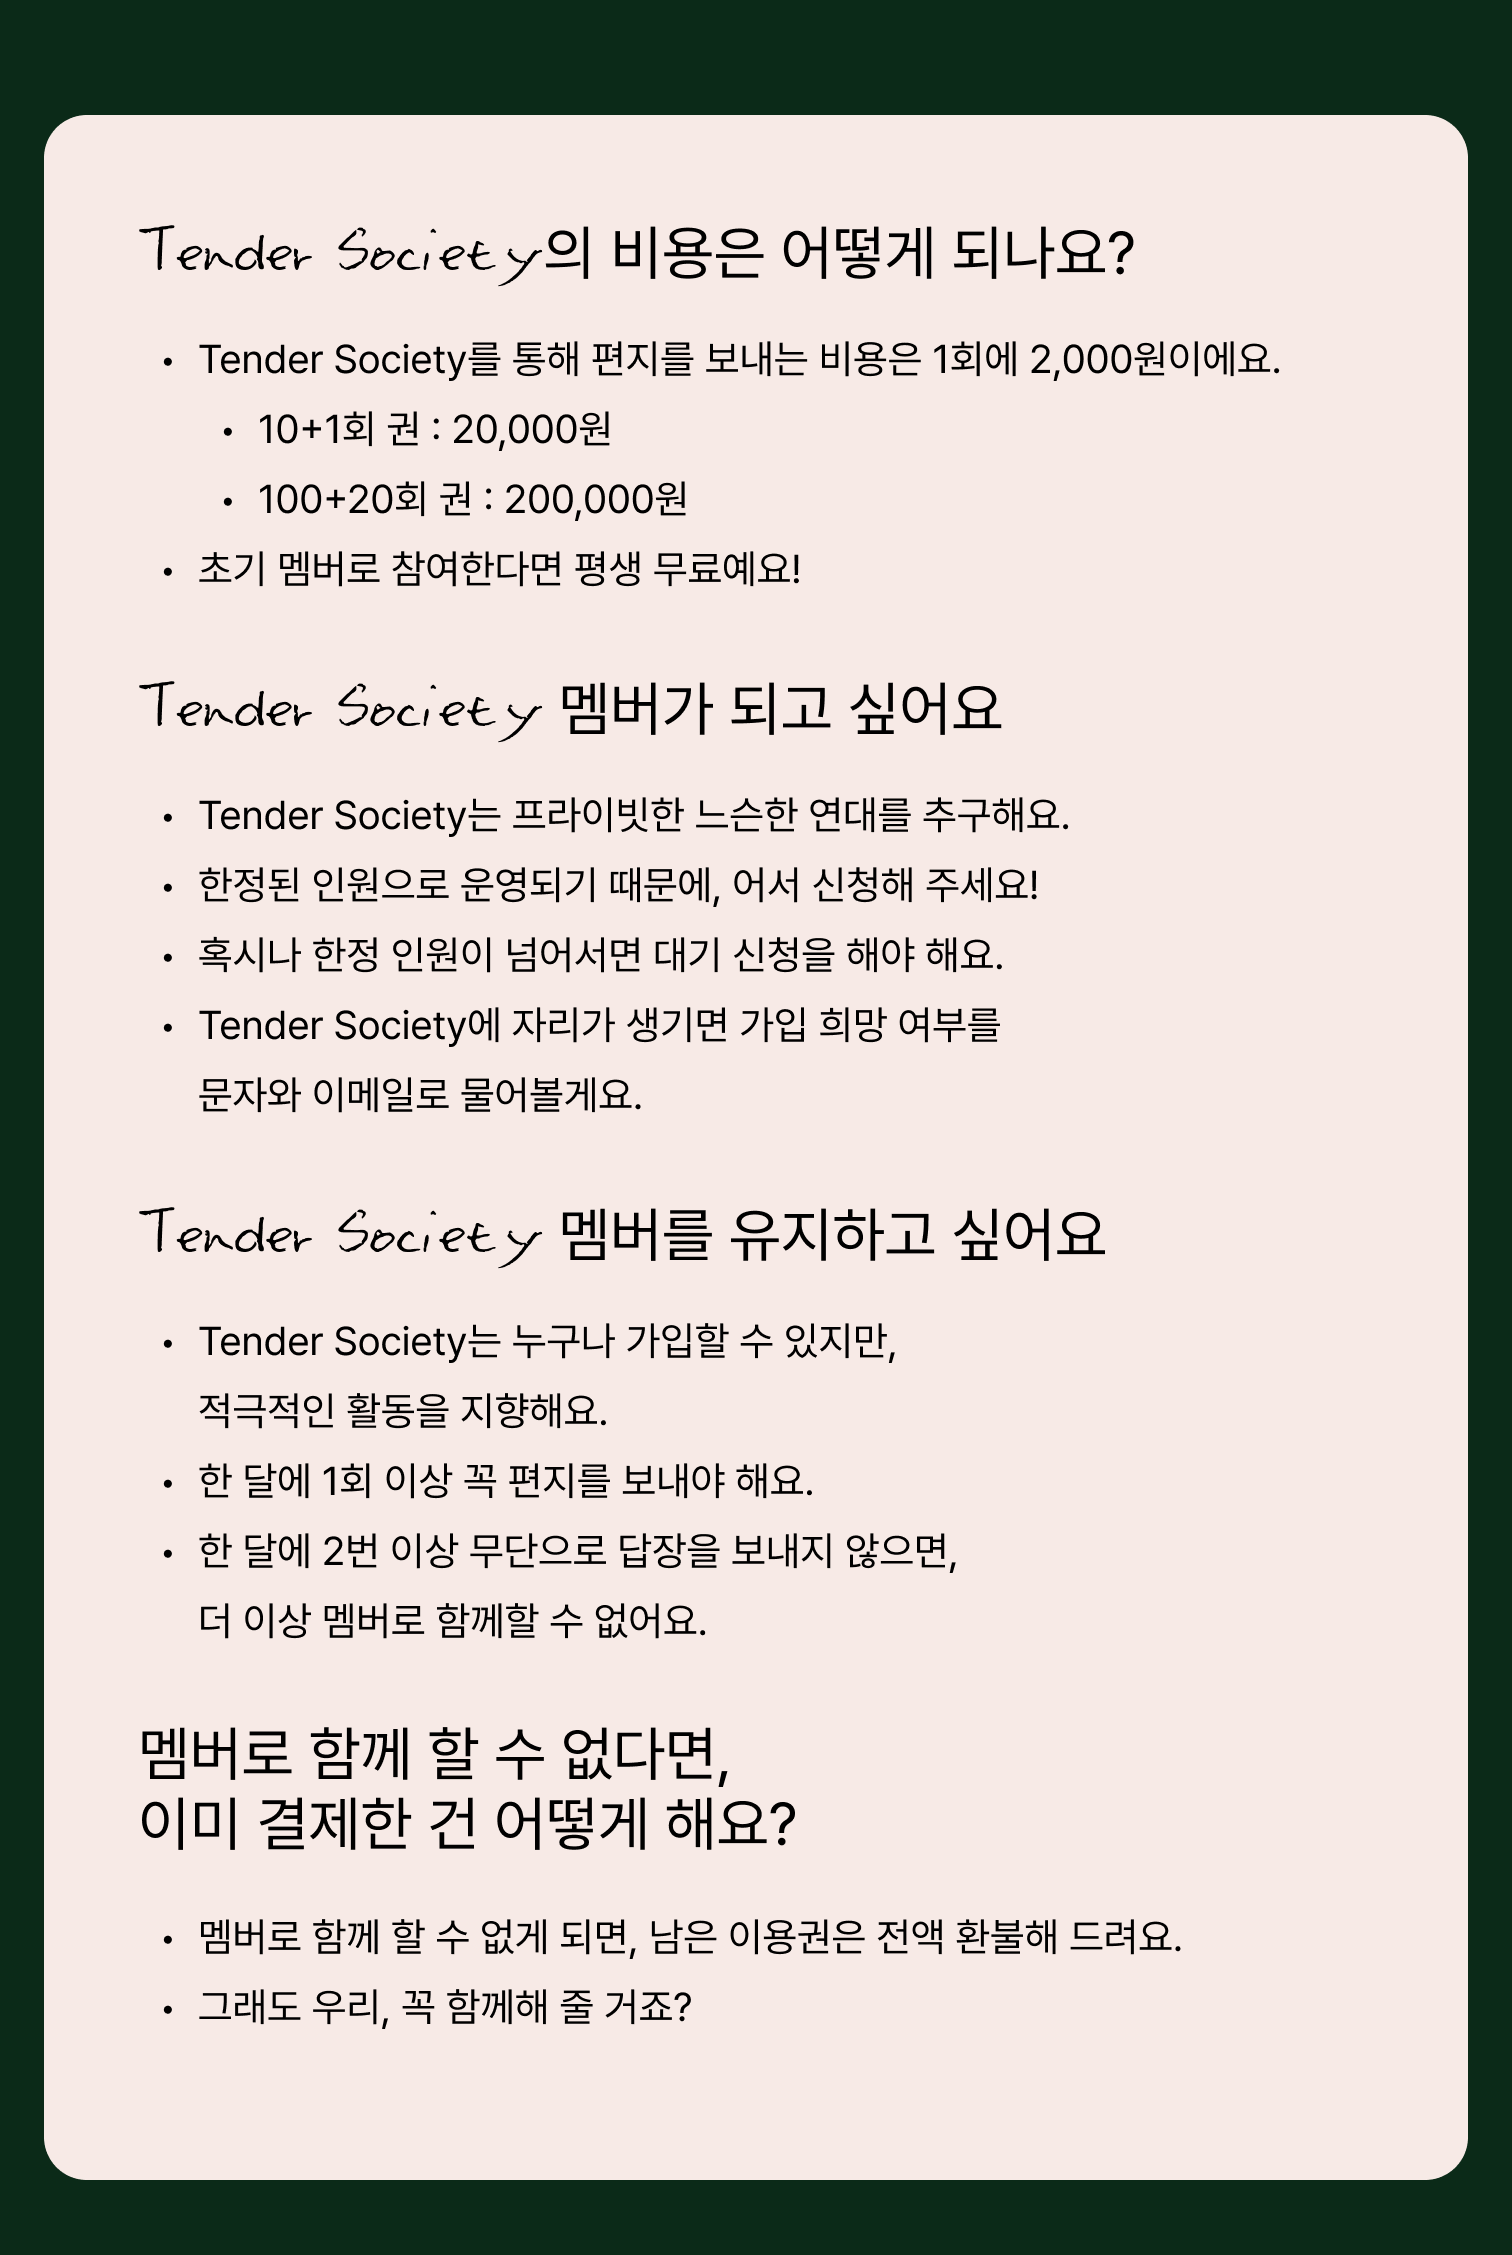 Tender Society의 비용은 어떻게 되나요?
• Tender Society를 통해 편지를 보내는 비용은 1회에 2,000원이에요.
• 10+1회 권 : 20,000원
• 100+20회 권 : 200,000원
• 초기 멤버로 참여한다면 평생 무료예요!
Tender Society 멤버가 되고 싶어요
• Tender Society는 프라이빗한 느슨한 연대를 추구해요.
• 한정된 인원으로 운영되기 때문에, 어서 신청해 주세요!
• 혹시나 한정 인원이 넘어서면 대기 신청을 해야 해요.
• Tender Society에 자리가 생기면 가입 희망 여부를
문자와 이메일로 물어볼게요.
Tender Society 멤버를 유지하고 싶어요
• Tender Society는 누구나 가입할 수 있지만,
적극적인 활동을 지향해요.
• 한 달에 1회 이상 꼭 편지를 보내야 해요.
• 한 달에 2번 이상 무단으로 답장을 보내지 않으면,
더 이상 멤버로 함께할 수 없어요.
멤버로 함께 할 수 없다면,
이미 결제한 건 어떻게 해요?
• 멤버로 함께 할 수 없게 되면, 남은 이용권은 전액 환불해 드려요.
• 그래도 우리, 꼭 함께해 줄 거죠?